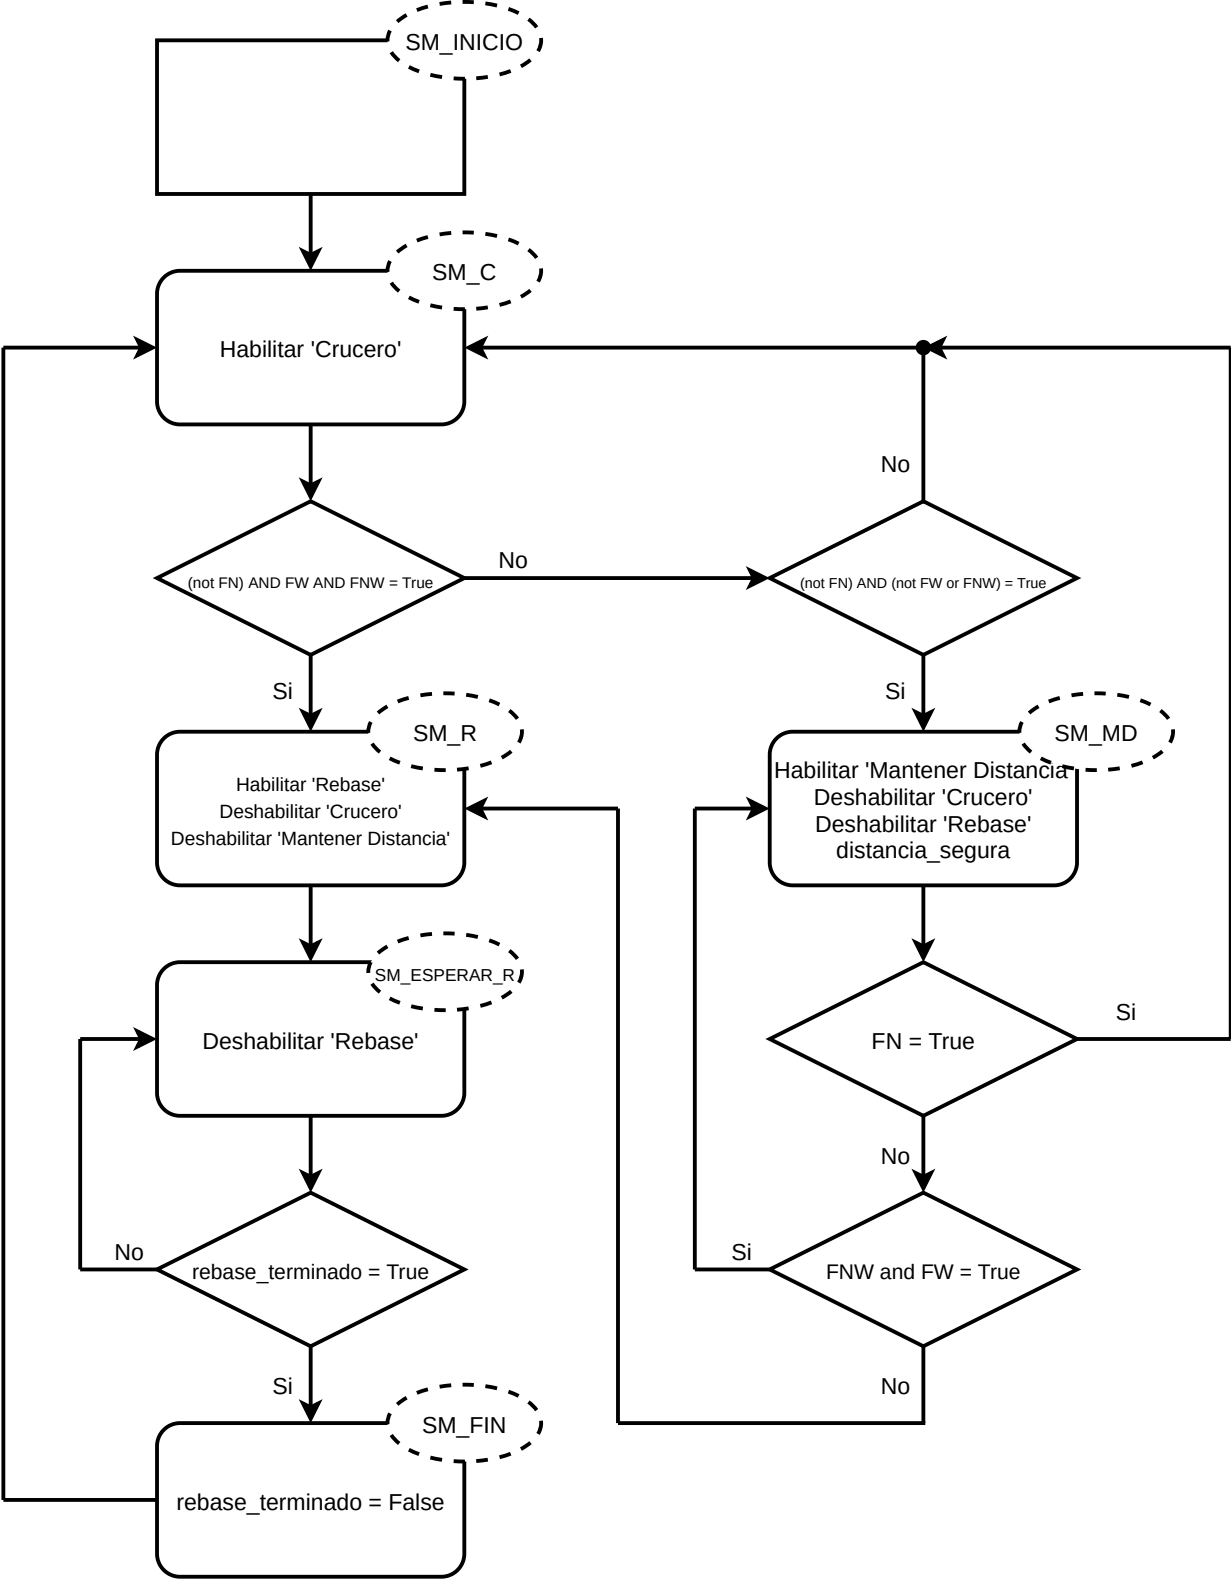 SM_INICIO
SM_C
Habilitar 'Crucero'
No
No
(not FN) AND FW AND FNW = True
(not FN) AND (not FW or FNW) = True
Si
Si
SM_R
SM_MD
Habilitar 'Rebase'
Deshabilitar 'Crucero'
Deshabilitar 'Mantener Distancia'
Habilitar 'Mantener Distancia'
Deshabilitar 'Crucero'
Deshabilitar 'Rebase'
distancia_segura
SM_ESPERAR_R
Deshabilitar 'Rebase'
FN = True
Si
No
No
rebase_terminado = True
Si
FNW and FW = True
Si
No
SM_FIN
rebase_terminado = False